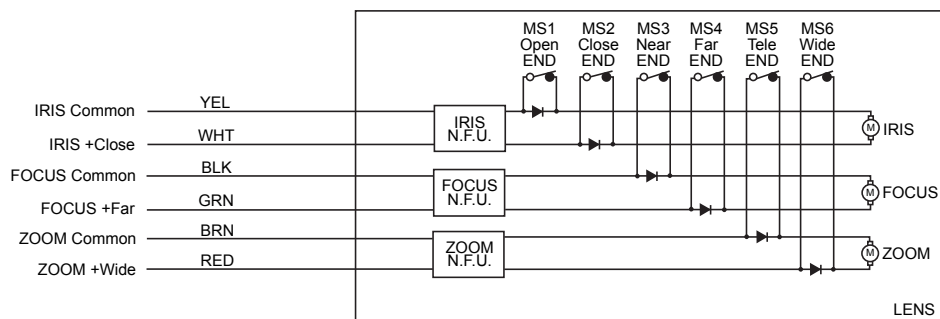 MS1 MS2 MS3 MS4 MS5 MS6
Open Close Near Far Tele Wide
END END END END END END
IRIS Common YEL
IRIS +Close WHT
IRIS
N.F.U.
M IRIS
FOCUS Common BLK
FOCUS +Far GRN
FOCUS
N.F.U.
M FOCUS
ZOOM Common BRN
ZOOM +Wide RED
ZOOM
N.F.U.
M ZOOM
LENS